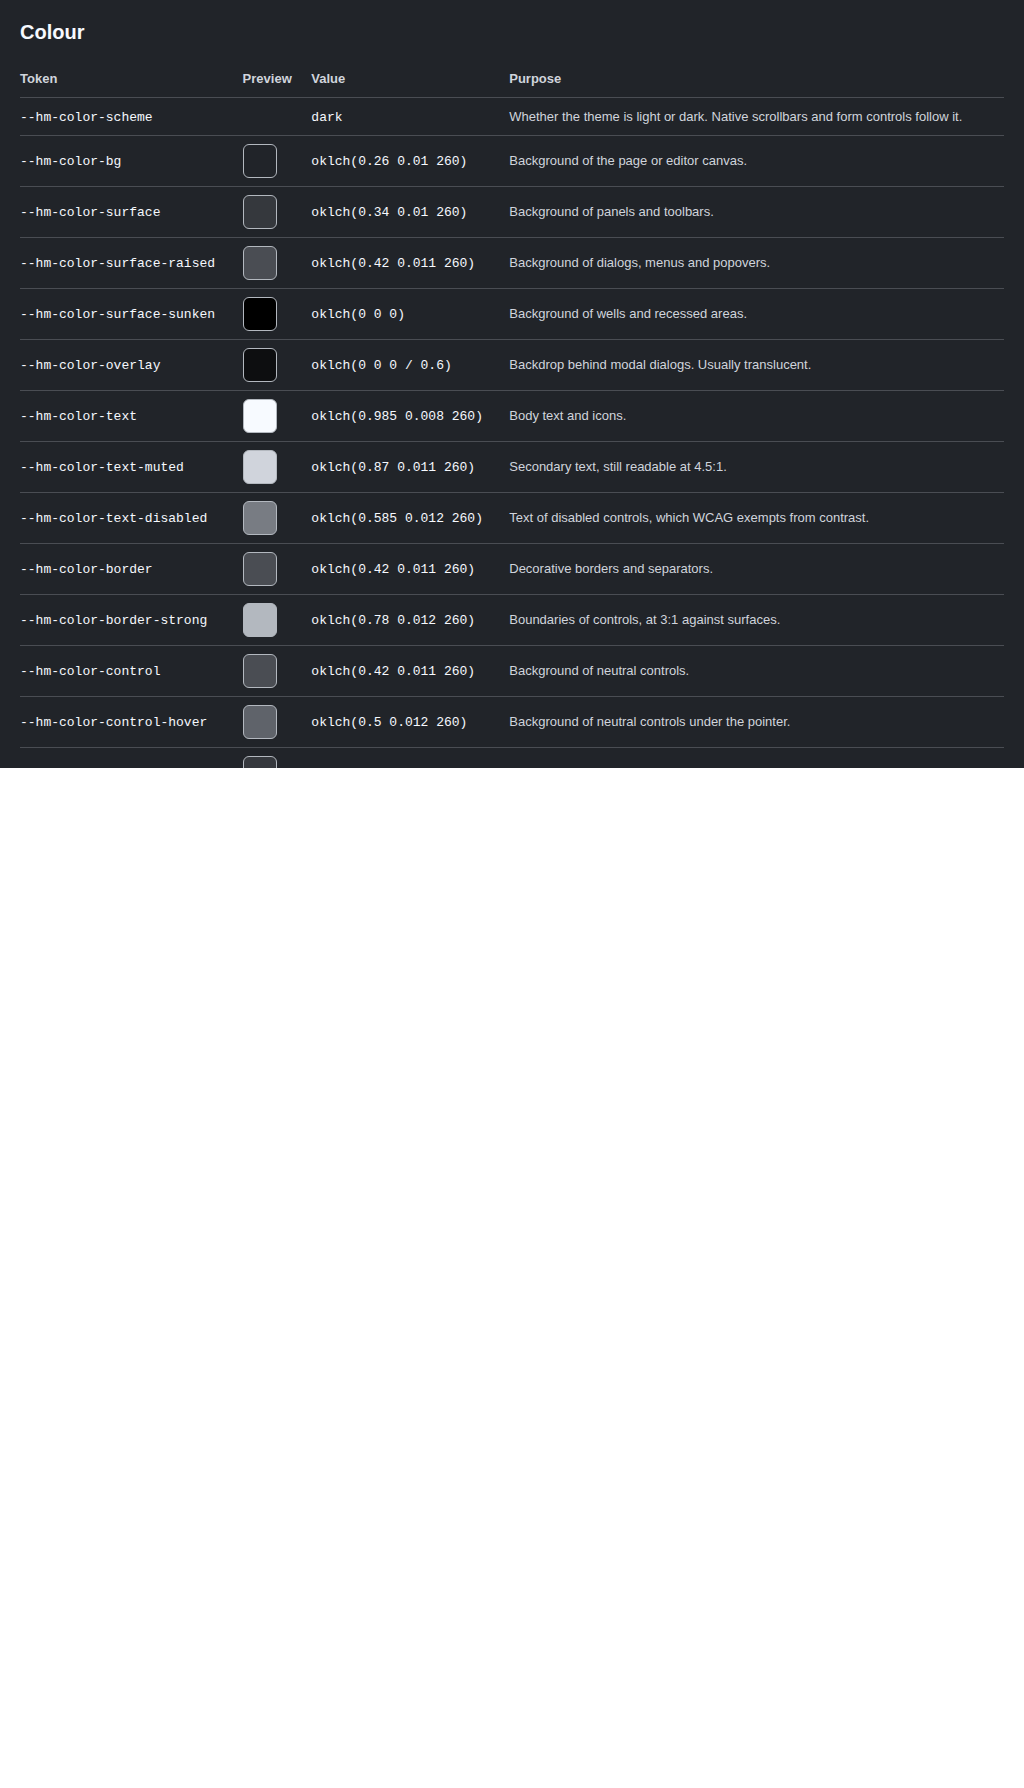 Colour
Token Preview Value Purpose
--hm-color-scheme dark Whether the theme is light or dark. Native scrollbars and form controls follow it.
--hm-color-bg oklch(0.26 0.01 260) Background of the page or editor canvas.
--hm-color-surface oklch(0.34 0.01 260) Background of panels and toolbars.
--hm-color-surface-raised oklch(0.42 0.011 260) Background of dialogs, menus and popovers.
--hm-color-surface-sunken oklch(0 0 0) Background of wells and recessed areas.
--hm-color-overlay oklch(0 0 0 / 0.6) Backdrop behind modal dialogs. Usually translucent.
--hm-color-text oklch(0.985 0.008 260) Body text and icons.
--hm-color-text-muted oklch(0.87 0.011 260) Secondary text, still readable at 4.5:1.
--hm-color-text-disabled oklch(0.585 0.012 260) Text of disabled controls, which WCAG exempts from contrast.
--hm-color-border oklch(0.42 0.011 260) Decorative borders and separators.
--hm-color-border-strong oklch(0.78 0.012 260) Boundaries of controls, at 3:1 against surfaces.
--hm-color-control oklch(0.42 0.011 260) Background of neutral controls.
--hm-color-control-hover oklch(0.5 0.012 260) Background of neutral controls under the pointer.